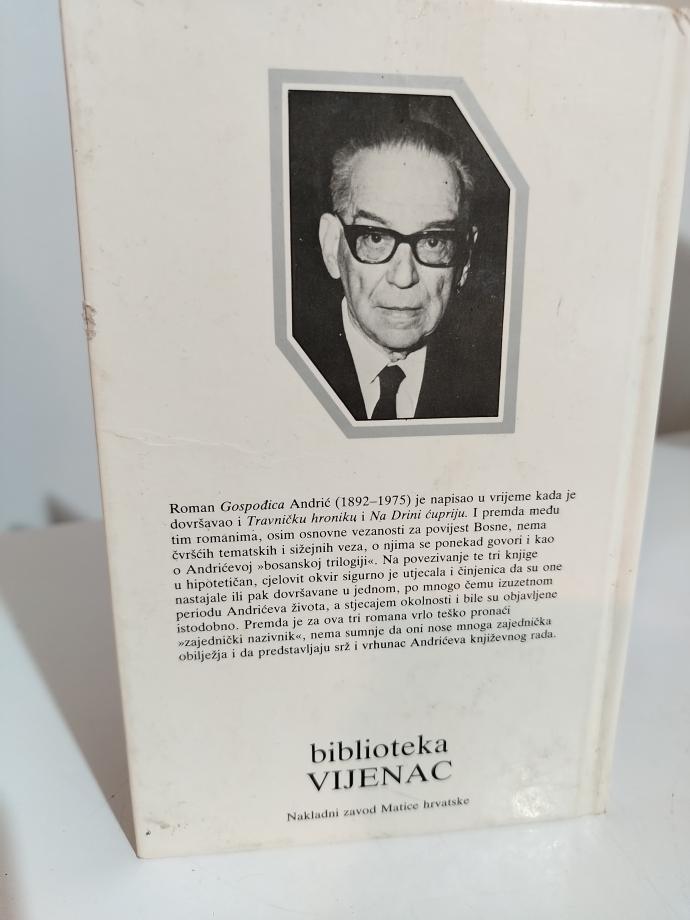 Roman Gospođica Andrić (1892–1975) je napisao u vrijeme kada je
dovršavao i Travničku hroniku i Na Drini ćupriju. I premda među
tim romanima, osim osnovne vezanosti za povijest Bosne, nema
čvršćih tematskih i sižejnih veza, o njima se ponekad govori i kao
o Andrićevoj »bosanskoj trilogiji«. Na povezivanje te tri knjige
u hipotetičan, cjelovit okvir sigurno je utjecala i činjenica da su one
nastajale ili pak dovršavane u jednom, po mnogo čemu izuzetnom
periodu Andrićeva života, a stjecajem okolnosti i bile su objavljene
istodobno. Premda je za ova tri romana vrlo teško pronaći
»zajednički nazivnik«, nema sumnje da oni nose mnoga zajednička
obilježja i da predstavljaju srž i vrhunac Andrićeva književnog rada.
biblioteka
VIJENAC
Nakladni zavod Matice hrvatske